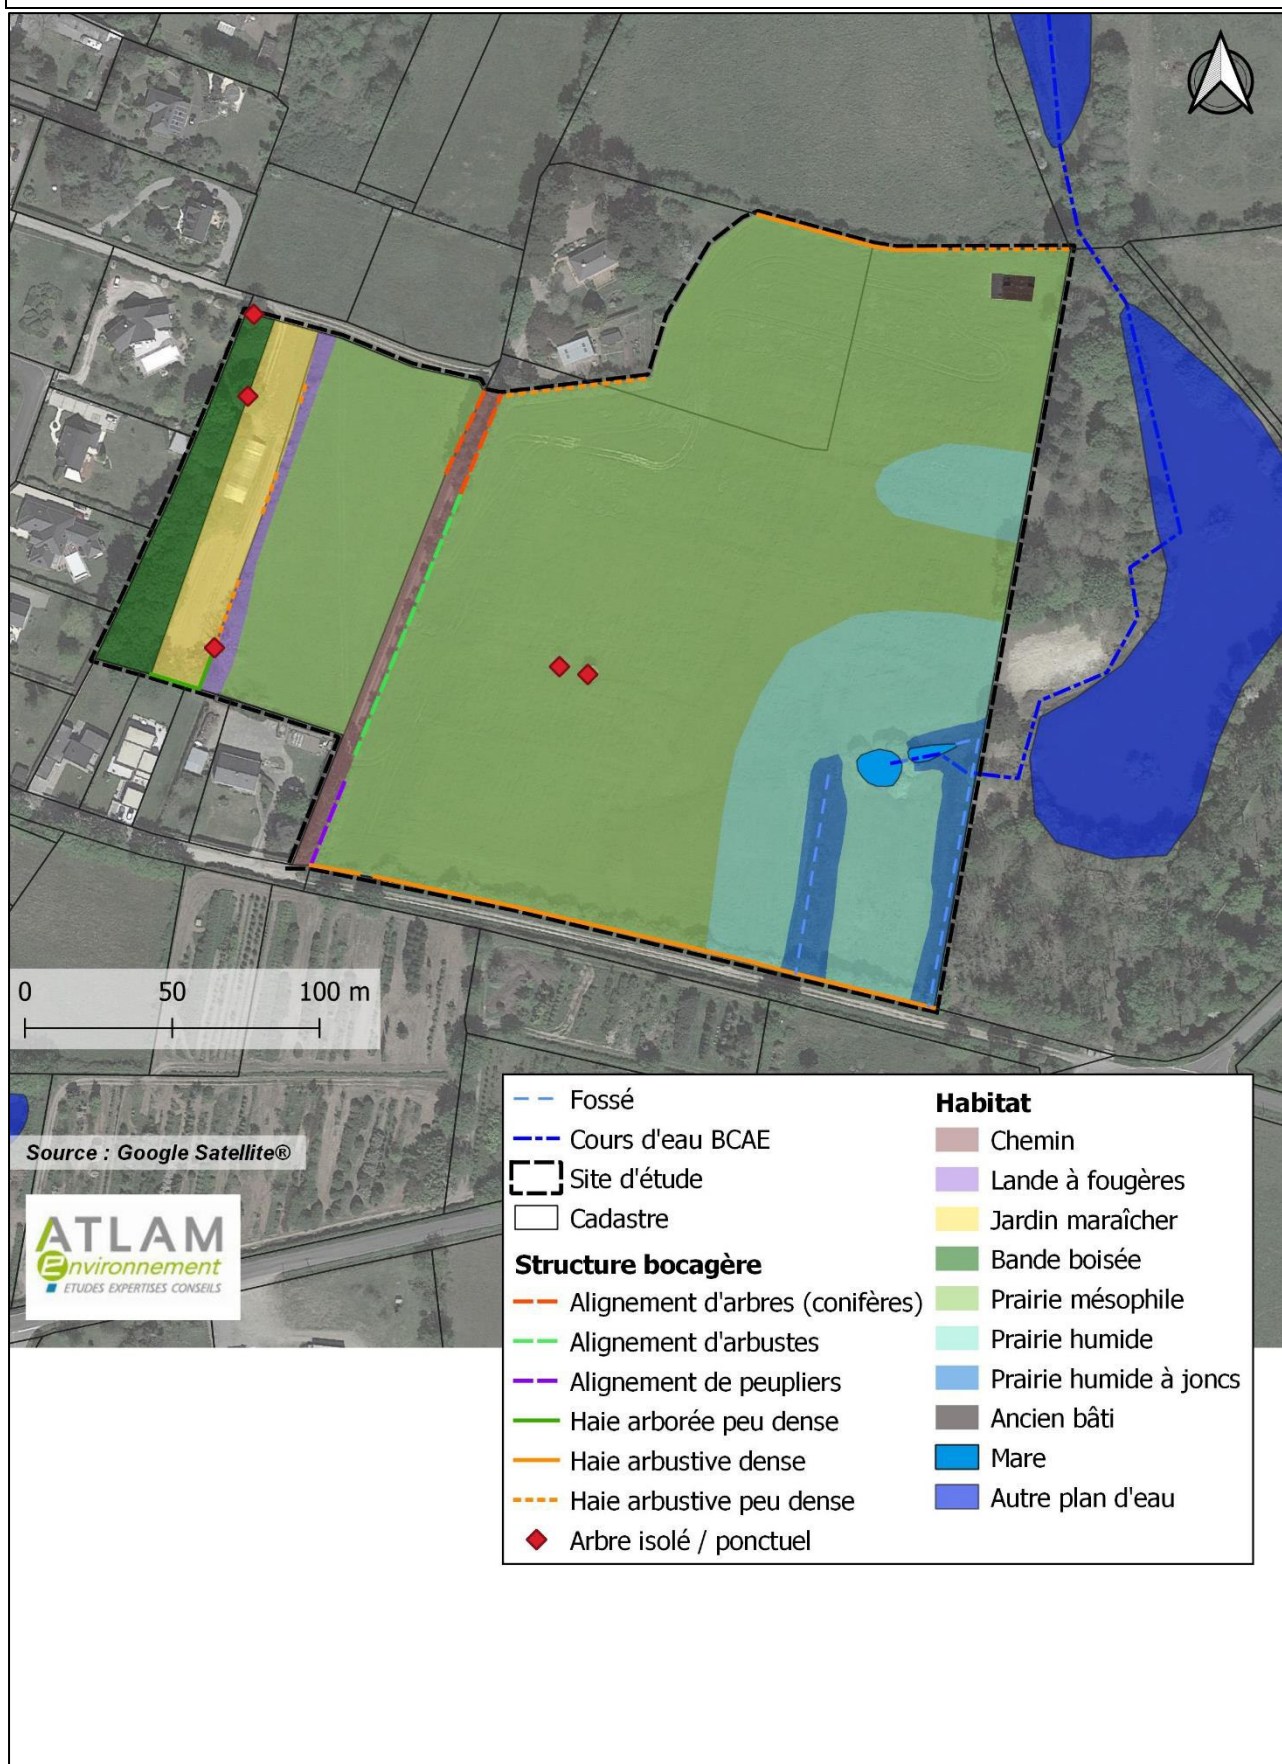 0 50 100 m
Source : Google Satellite®
ATLAM
Environnement
ETUDES EXPERTISES CONSEILS
Fossé
Cours d'eau BCAE
Site d'étude
Cadastre
Structure bocagère
Alignement d'arbres (conifères)
Alignement d'arbustes
Alignement de peupliers
Haie arborée peu dense
Haie arbustive dense
Haie arbustive peu dense
Arbre isolé / ponctuel
Habitat
Chemin
Lande à fougères
Jardin maraîcher
Bande boisée
Prairie mésophile
Prairie humide
Prairie humide à joncs
Ancien bâti
Mare
Autre plan d'eau